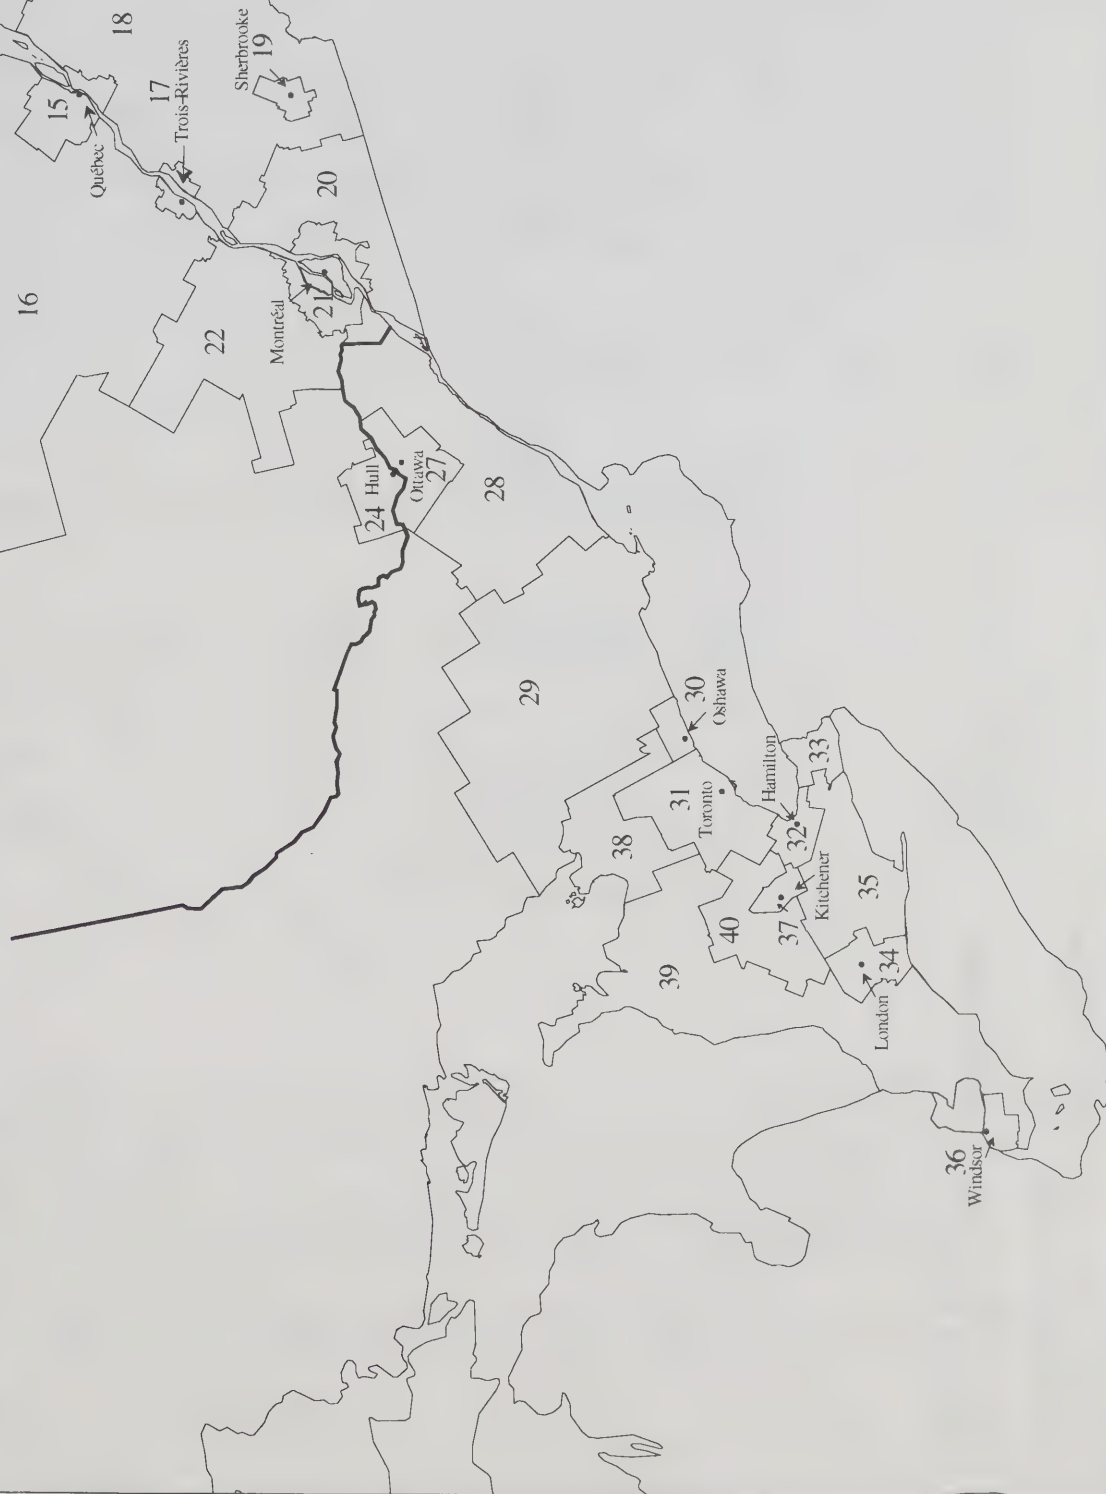 18
Sherbrooke
19
17
Trois-Rivières
15
Québec
20
16
22
Montréal
21
24
Hull
Ottawa
27
28
29
30
Oshawa
31
Toronto
Hamilton
33
32
38
Kitchener
35
40
37
39
34
London
36
Windsor